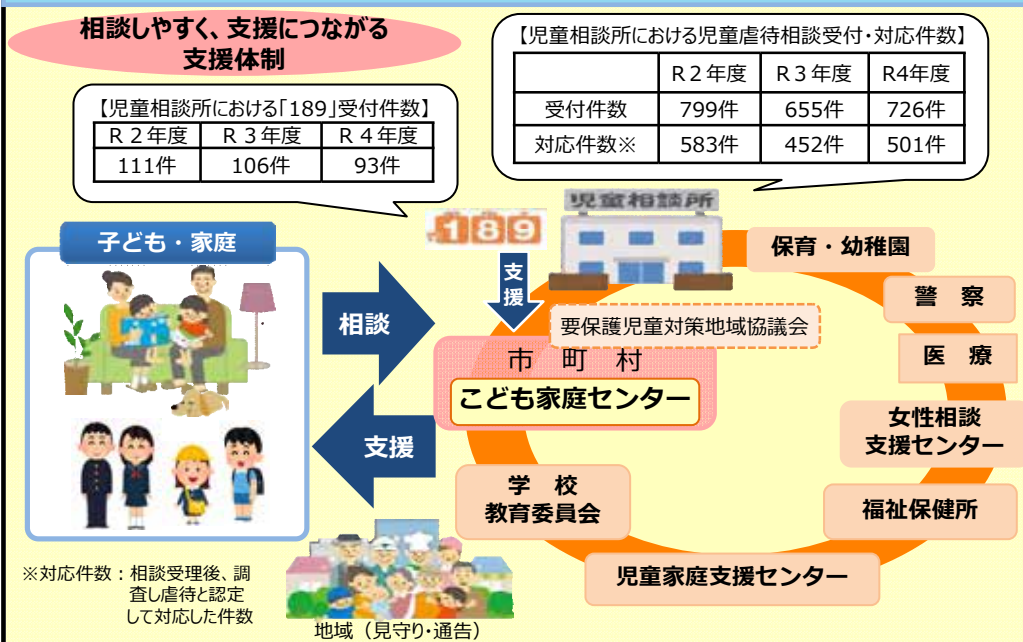 相談しやすく、支援につながる
支援体制
【児童相談所における児童虐待相談受付・対応件数】
R2年度 R3年度 R4年度
受付件数 799件 655件 726件
対応件数※ 583件 452件 501件
【児童相談所における「189」受付件数】
R2年度 R3年度 R4年度
111件 106件 93件
児童相談所
189
子ども・家庭
支援
相談
支援
要保護児童対策地域協議会
市町村
こども家庭センター
保育・幼稚園
警察
医療
女性相談
支援センター
福祉保健所
児童家庭支援センター
学校
教育委員会
地域（見守り・通告）
※対応件数：相談受理後、調
査し虐待と認定
して対応した件数